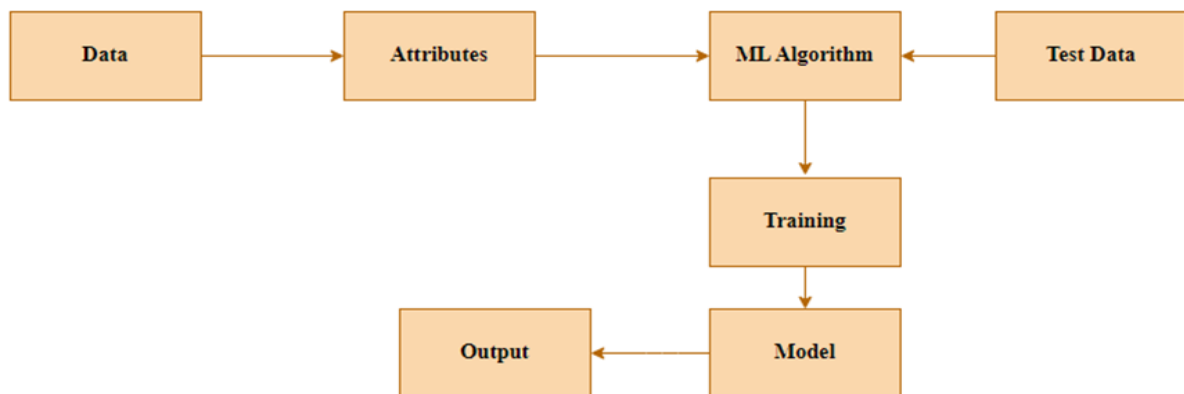 Data
Attributes
ML Algorithm
Test Data
Training
Output
Model